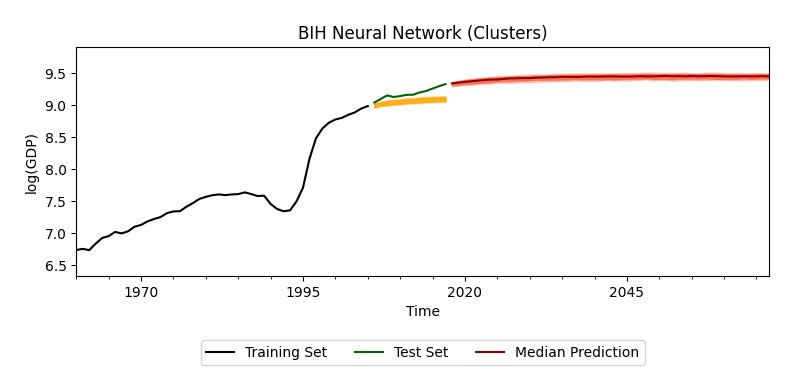 BIH Neural Network (Clusters)
9.5
9.0
8.5
8.0
7.5
7.0
6.5
log(GDP)
1970 1995 2020 2045
Time
Training Set Test Set Median Prediction